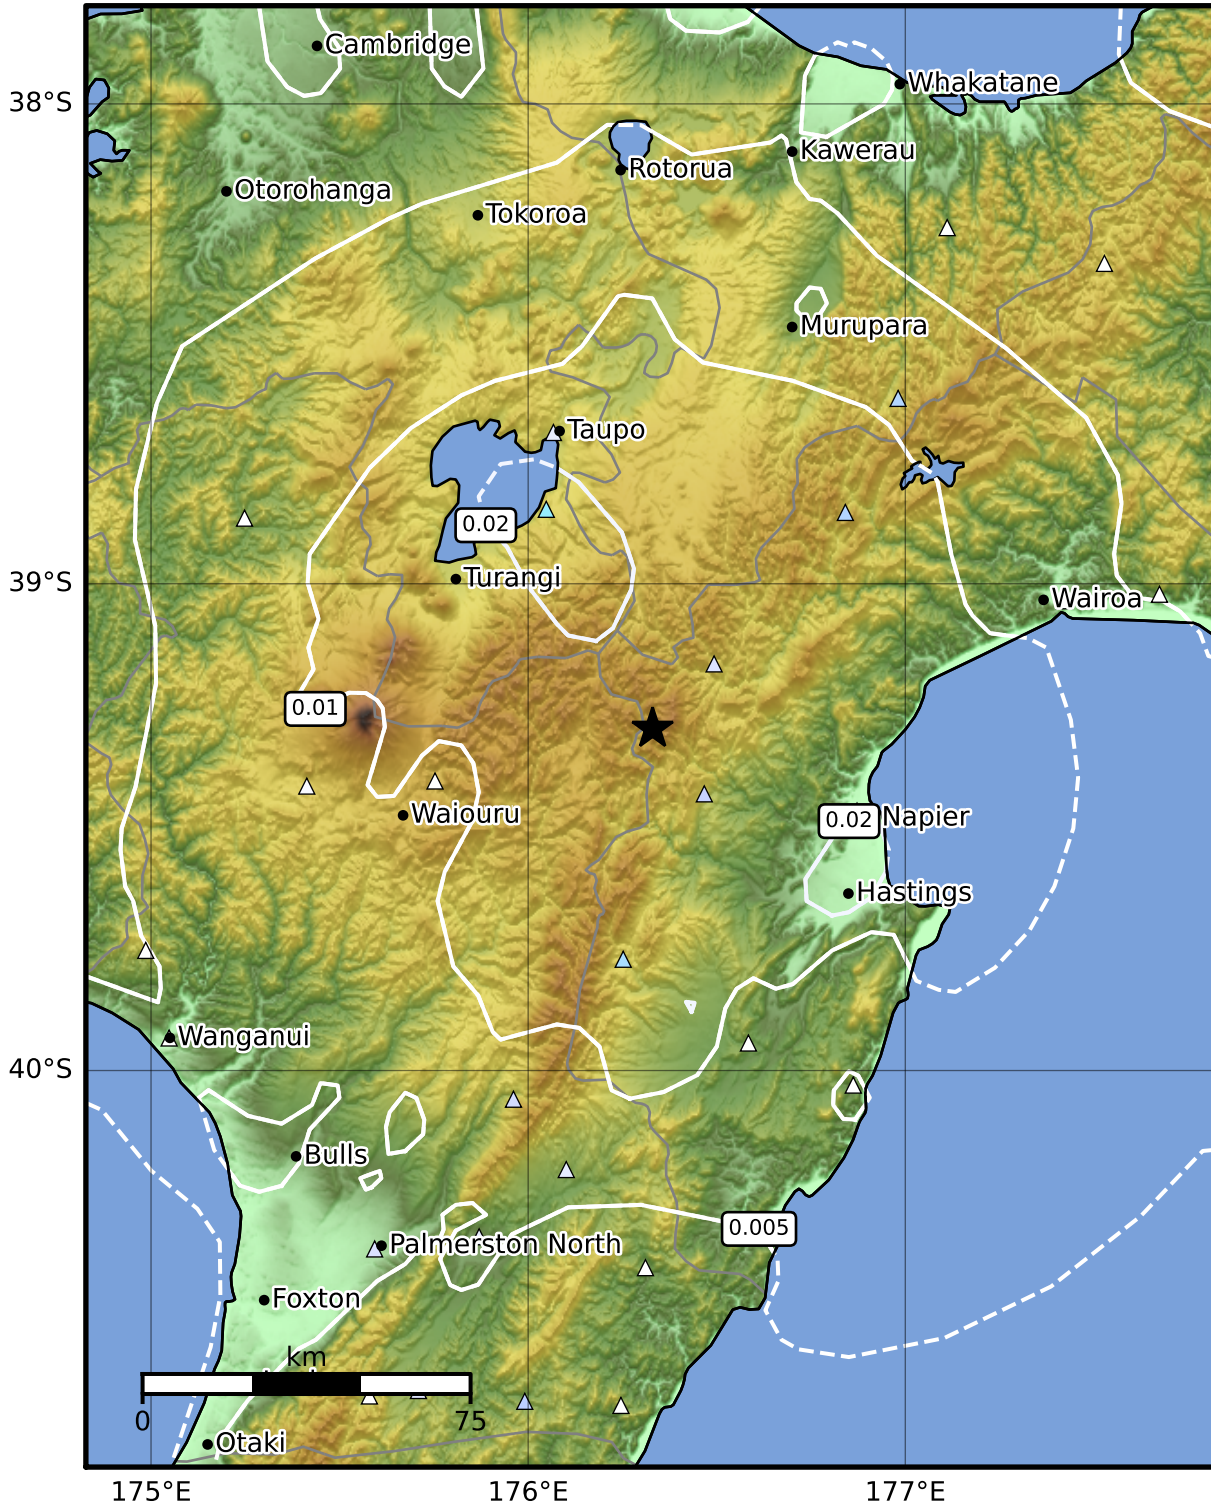 Cambridge
Whakatane
38°S
Kawerau
Rotorua
Otorohanga
Tokoroa
Murupara
Taupo
0.02
Turangi
39°S
Wairoa
0.01
Waiouru
0.02
Napier
Hastings
Wanganui
40°S
Bulls
0.005
Palmerston North
Foxton
km
0
75
Otaki
175°E
176°E
177°E